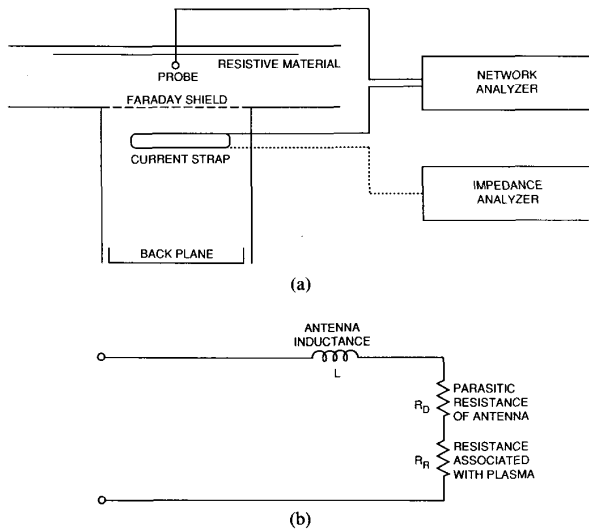 PROBE
RESISTIVE MATERIAL
NETWORK
ANALYZER
FARADAY SHIELD
CURRENT STRAP
IMPEDANCE
ANALYZER
BACK PLANE
(a)
ANTENNA
INDUCTANCE
L
R_D
PARASITIC
RESISTANCE
OF ANTENNA
R_R
RESISTANCE
ASSOCIATED
WITH PLASMA
(b)